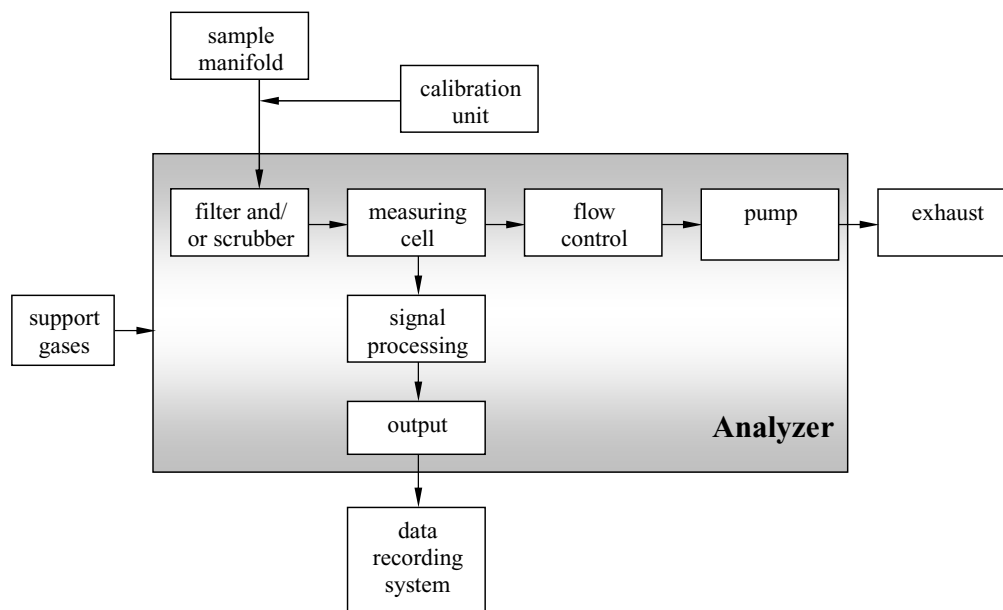 sample
manifold
calibration
unit
filter and/
or scrubber
measuring
cell
flow
control
pump
exhaust
support
gases
signal
processing
output
Analyzer
data
recording
system